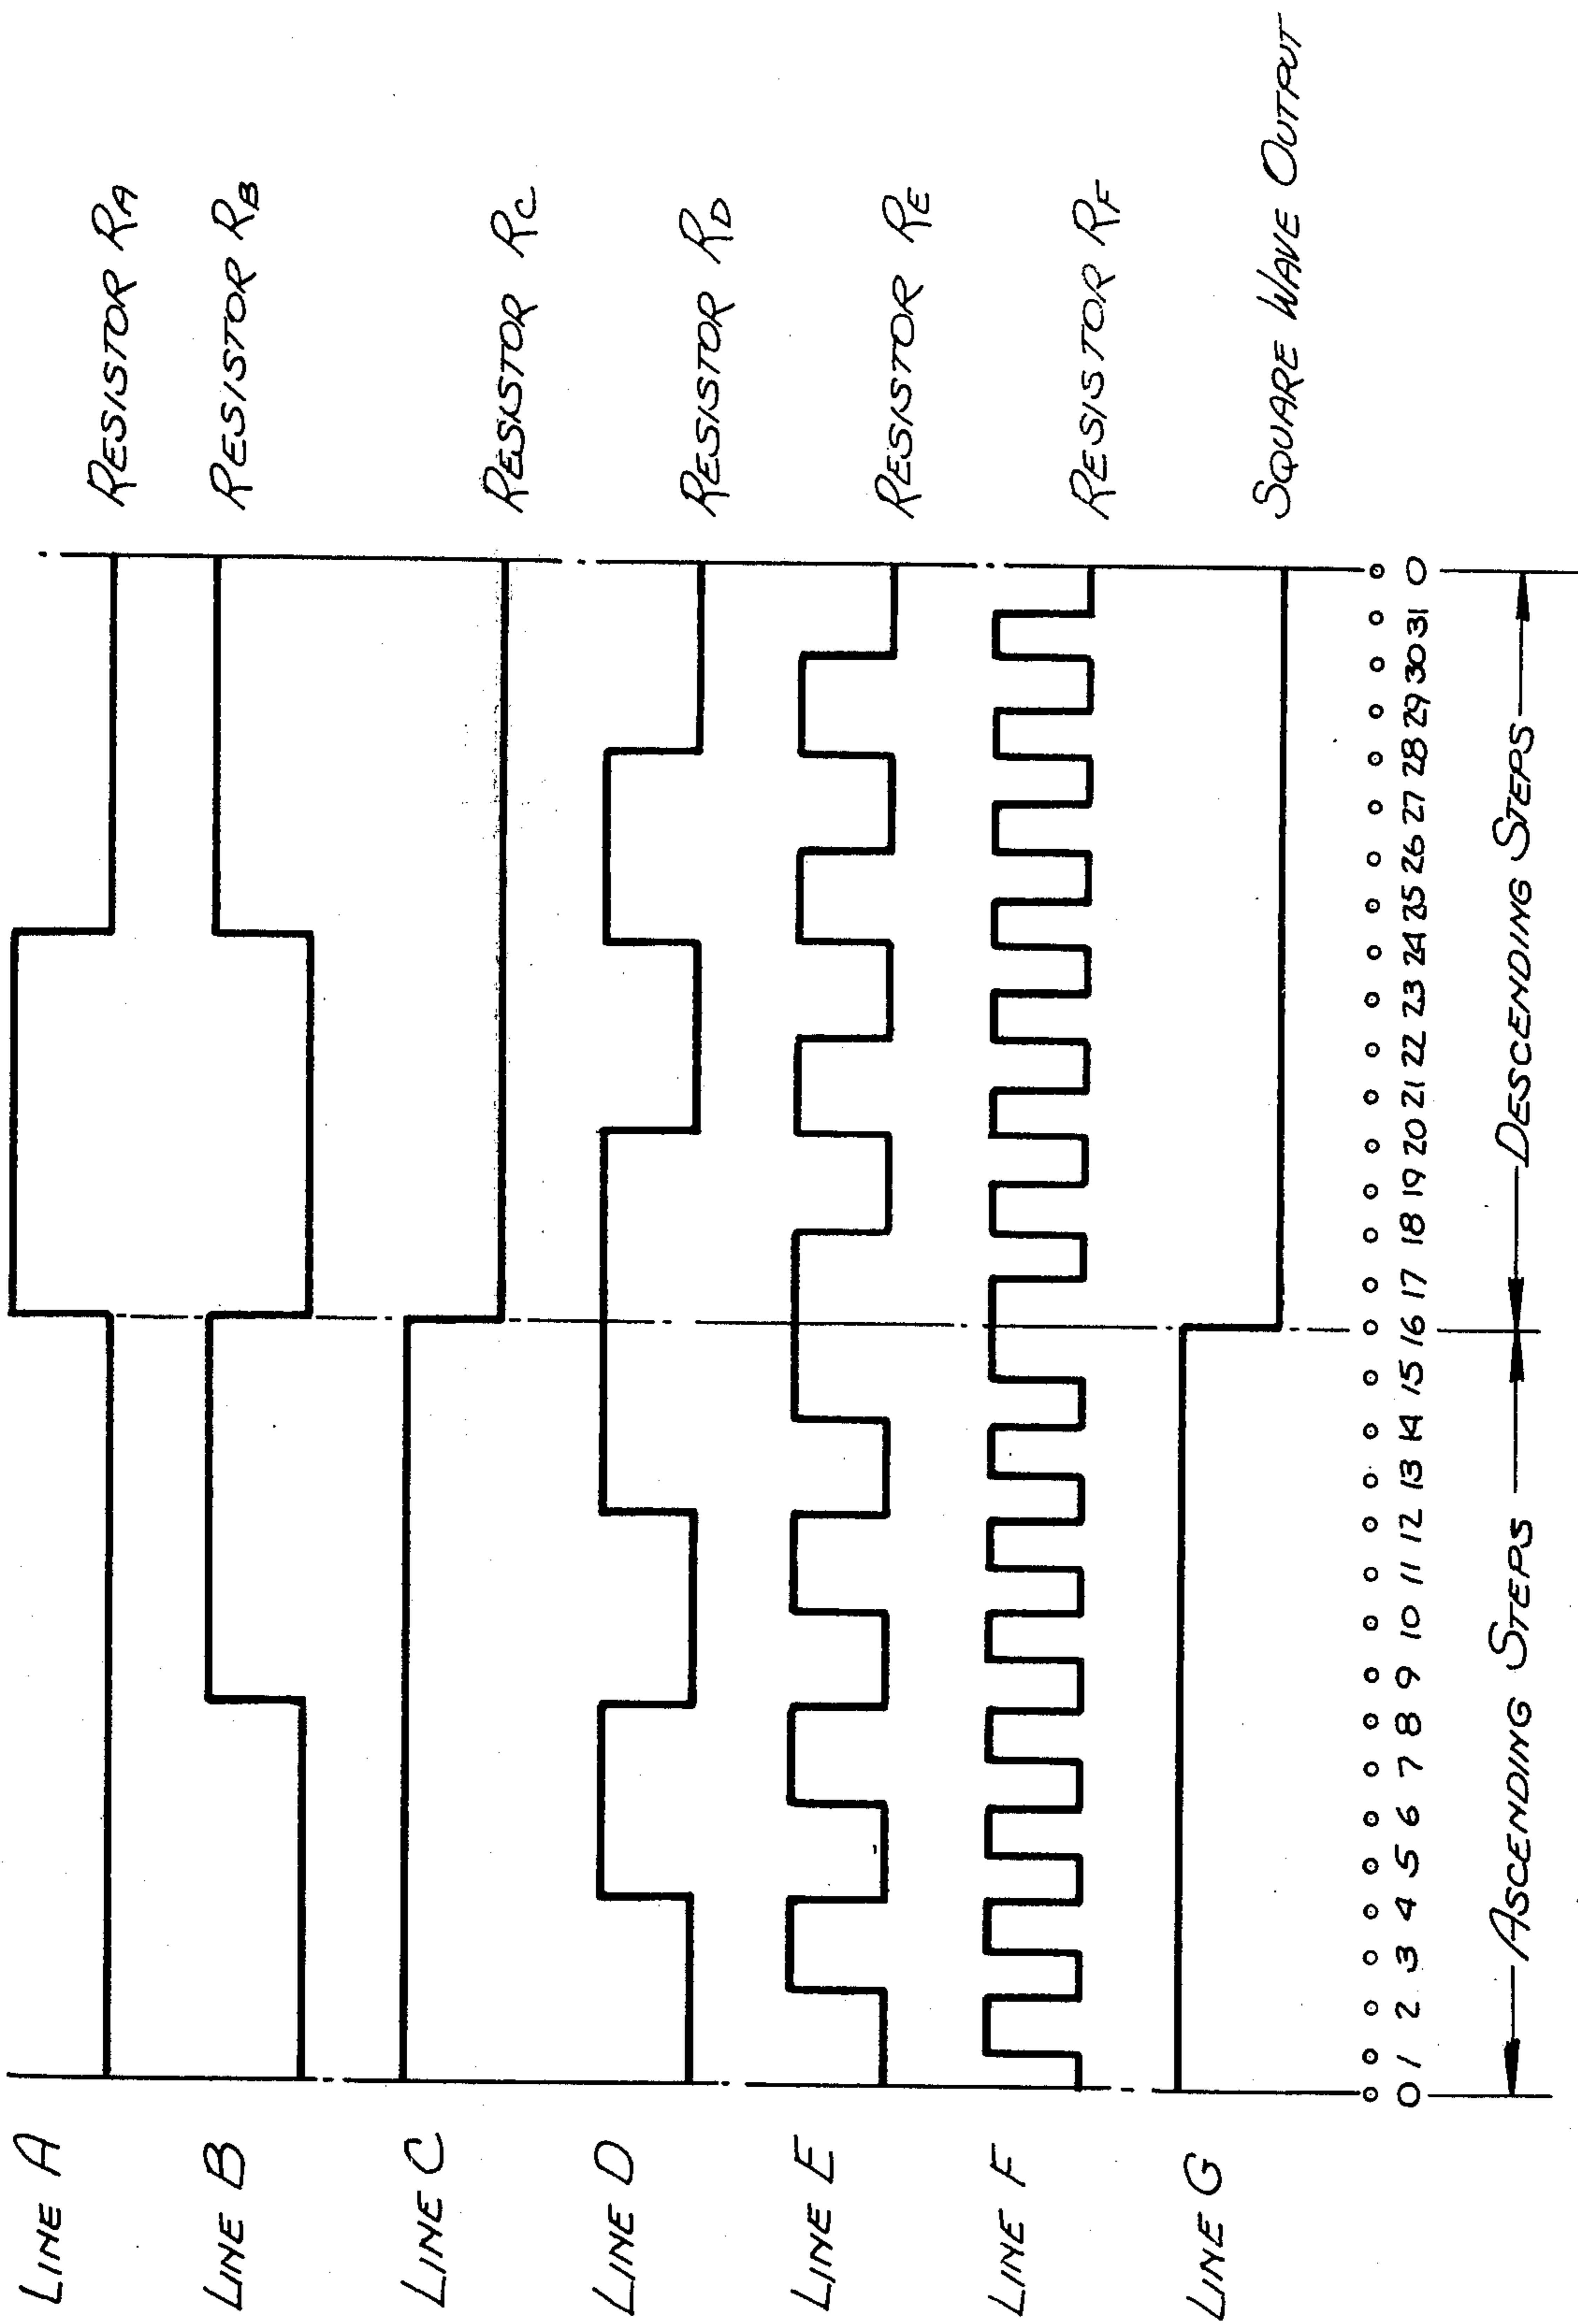 LINE A
RESISTOR RA
LINE B
RESISTOR RB
LINE C
RESISTOR RC
LINE D
RESISTOR RD
LINE E
RESISTOR RE
LINE F
RESISTOR RF
LINE G
SQUARE WAVE OUTPUT
0 1 2 3 4 5 6 7 8 9 10 11 12 13 14 15 16 17 18 19 20 21 22 23 24 25 26 27 28 29 30 31 0
ASCENDING STEPS
DESCENDING STEPS